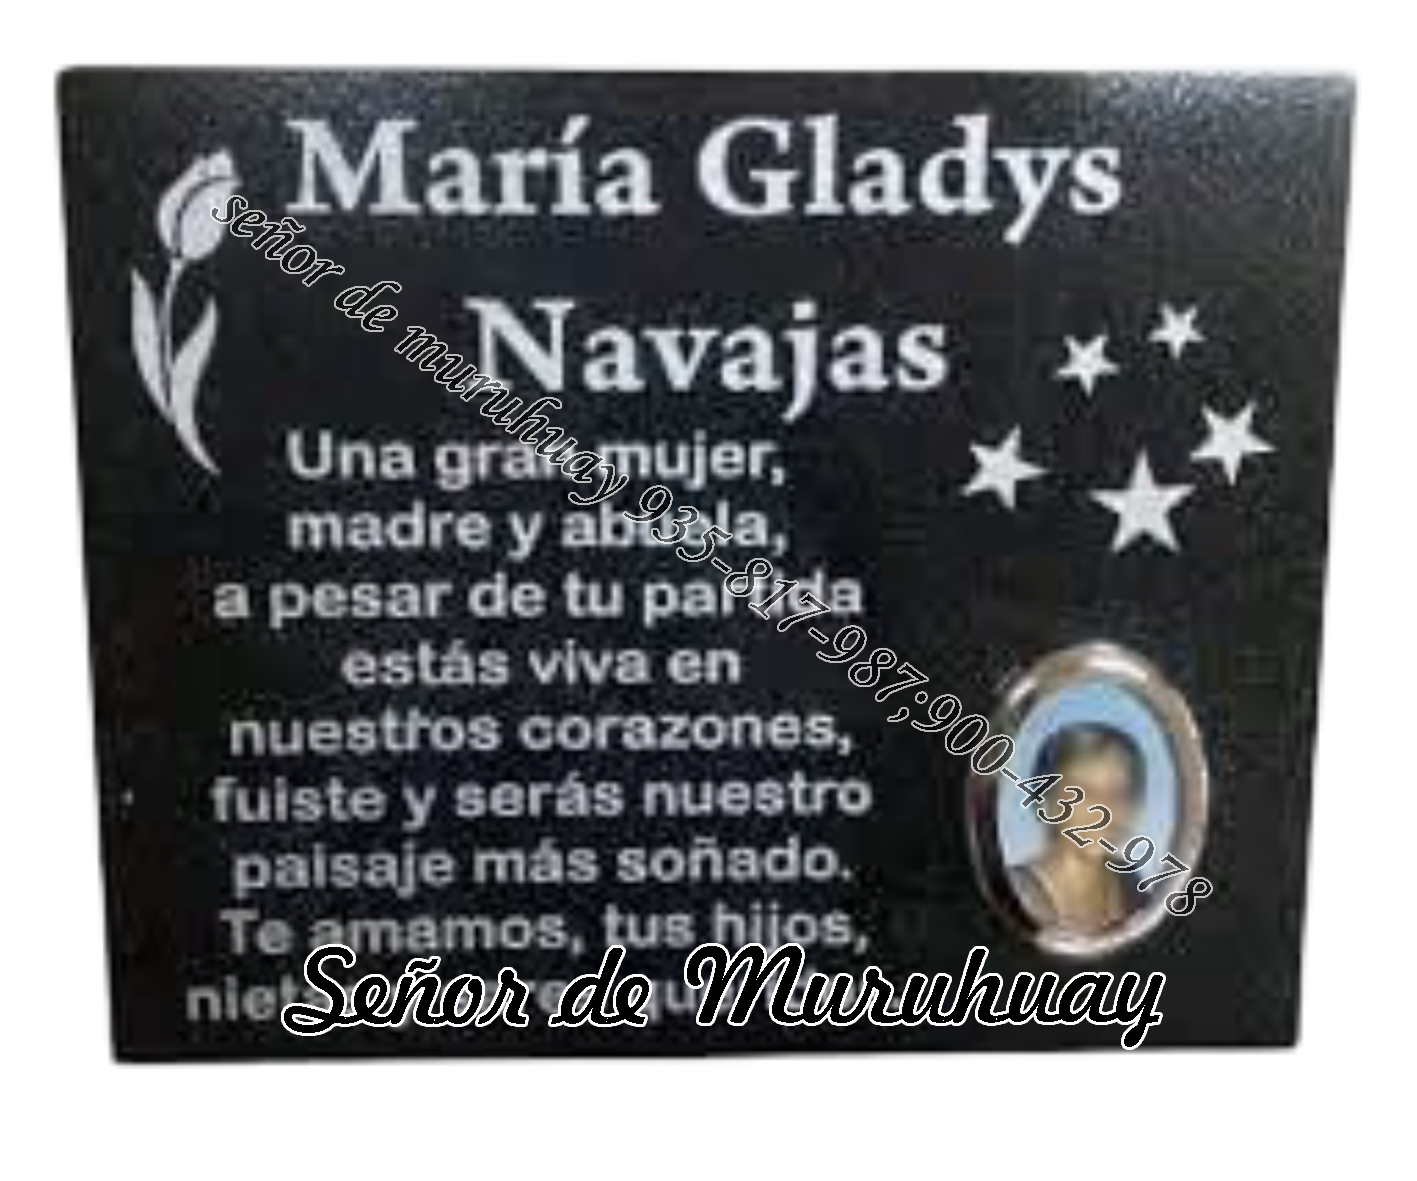 María Gladys
Navajas
Una gran mujer,
madre y abuela,
a pesar de tu partida
estás viva en
nuestros corazones,
fuiste y serás nuestro
paisaje más soñado.
Te amamos, tus hijos,
señor de muruhuay 935-817-987;900-432-978
Señor de Muruhuay